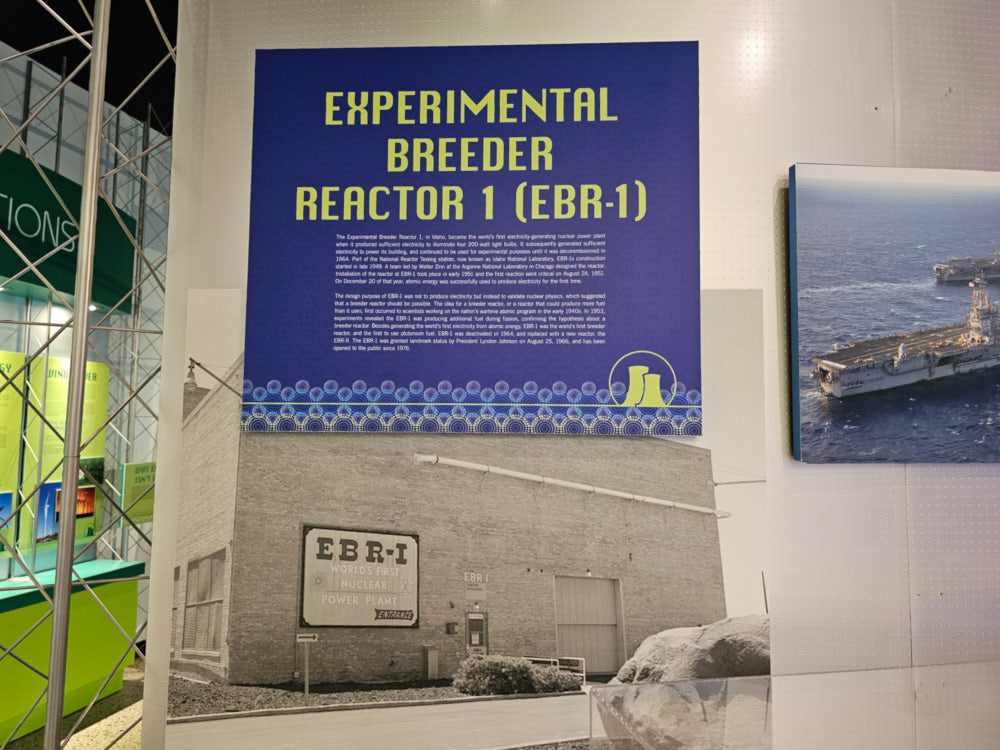 EXPERIMENTAL
BREEDER
REACTOR 1 (EBR-1)
The Experimental Breeder Reactor 1, in Idaho, became the world's first electricity-generating nuclear power plant
when it produced sufficient electricity to illuminate four 200-watt light bulbs. It subsequently generated sufficient
electricity to power its building, and continued to be used for experimental purposes until it was decommissioned in
1964. Part of the National Reactor Testing station, now known as Idaho National Laboratory, EBR-1s construction
started in late 1949. A team led by Walter Zinn at the Argonne National Laboratory in Chicago designed the reactor.
Installation of the reactor at EBR-1 took place in early 1951 and the first reaction went critical on August 24, 1951.
On December 20 of that year, atomic energy was successfully used to produce electricity for the first time.
The design purpose of EBR-1 was not to produce electricity but instead to validate nuclear physics, which suggested
that a breeder reactor should be possible. The idea for a breeder reactor, or a reactor that could produce more fuel
than it uses, first occurred to scientists working on the nation's wartime atomic program in the early 1940s. In 1953,
experiments revealed the EBR-1 was producing additional fuel during fission, confirming the hypothesis about a
breeder reactor. Besides generating the world's first electricity from atomic energy, EBR-1 was the world's first breeder
reactor, and the first to use plutonium fuel. EBR-1 was deactivated in 1964, and replaced with a new reactor, the
EBR-II. The EBR-1 was granted landmark status by President Lyndon Johnson on August 25, 1966, and has been
opened to the public since 1976.
TIONS
GY
WIND POWER
EBR-I
WORLD'S FIRST
NUCLEAR
POWER PLANT
EBR I